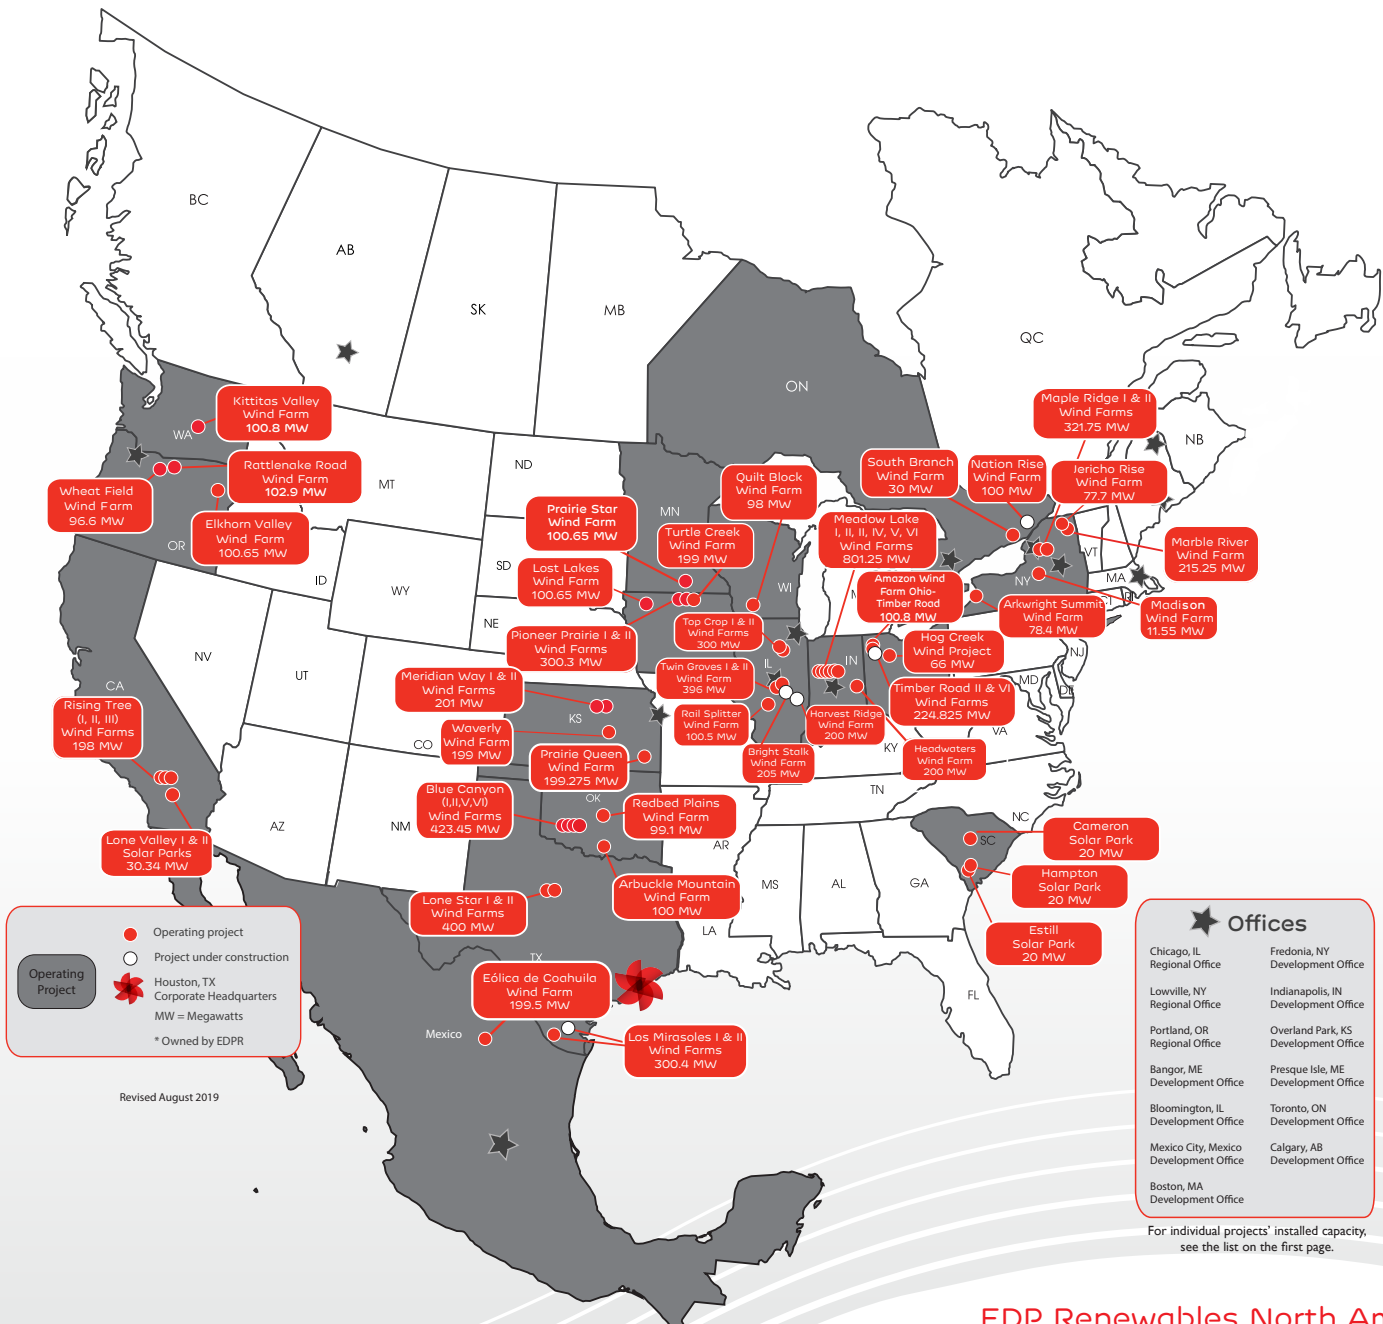 BC
AB
SK
MB
ON
QC
NB
Kittitas Valley
Wind Farm
100.8 MW
WA
Rattlenake Road
Wind Farm
102.9 MW
Wheat Field
Wind Farm
96.6 MW
Elkhorn Valley
Wind Farm
100.65 MW
OR
MT
ID
WY
ND
SD
NE
MN
WI
NV
UT
CO
CA
AZ
NM
KS
OK
TX
Prairie Star
Wind Farm
100.65 MW
Turtle Creek
Wind Farm
199 MW
Lost Lakes
Wind Farm
100.65 MW
Pioneer Prairie I & II
Wind Farms
300.3 MW
Quilt Block
Wind Farm
98 MW
Meadow Lake
I, II, II, IV, V, VI
Wind Farms
801.25 MW
South Branch
Wind Farm
30 MW
Nation Rise
Wind Farm
100 MW
Maple Ridge I & II
Wind Farms
321.75 MW
Jericho Rise
Wind Farm
77.7 MW
Marble River
Wind Farm
215.25 MW
Madison
Wind Farm
11.55 MW
Arkwright Summit
Wind Farm
78.4 MW
VT
MA
NY
CT
RI
NJ
MD
DE
VA
KY
TN
NC
SC
GA
AL
MS
AR
LA
FL
IL
IN
M
Amazon Wind
Farm Ohio-
Timber Road
100.8 MW
Hog Creek
Wind Project
66 MW
Timber Road II & VI
Wind Farms
224.825 MW
Headwaters
Wind Farm
200 MW
Top Crop I & II
Wind Farms
300 MW
Twin Groves I & II
Wind Farm
396 MW
Rail Splitter
Wind Farm
100.5 MW
Bright Stalk
Wind Farm
205 MW
Harvest Ridge
Wind Farm
200 MW
Meridian Way I & II
Wind Farms
201 MW
Waverly
Wind Farm
199 MW
Prairie Queen
Wind Farm
199.275 MW
Blue Canyon
(I,II,V,VI)
Wind Farms
423.45 MW
Redbed Plains
Wind Farm
99.1 MW
Arbuckle Mountain
Wind Farm
100 MW
Lone Star I & II
Wind Farms
400 MW
Rising Tree
(I, II, III)
Wind Farms
198 MW
Lone Valley I & II
Solar Parks
30.34 MW
Cameron
Solar Park
20 MW
Hampton
Solar Park
20 MW
Estill
Solar Park
20 MW
Eólica de Coahuila
Wind Farm
199.5 MW
Los Mirasoles I & II
Wind Farms
300.4 MW
Mexico
Operating
Project
Operating project
Project under construction
Houston, TX
Corporate Headquarters
MW = Megawatts
* Owned by EDPR
Revised August 2019
Offices
Chicago, IL
Regional Office
Lowville, NY
Regional Office
Portland, OR
Regional Office
Bangor, ME
Development Office
Bloomington, IL
Development Office
Mexico City, Mexico
Development Office
Boston, MA
Development Office
Fredonia, NY
Development Office
Indianapolis, IN
Development Office
Overland Park, KS
Development Office
Presque Isle, ME
Development Office
Toronto, ON
Development Office
Calgary, AB
Development Office
For individual projects' installed capacity,
see the list on the first page.
EDP Renewables North Am